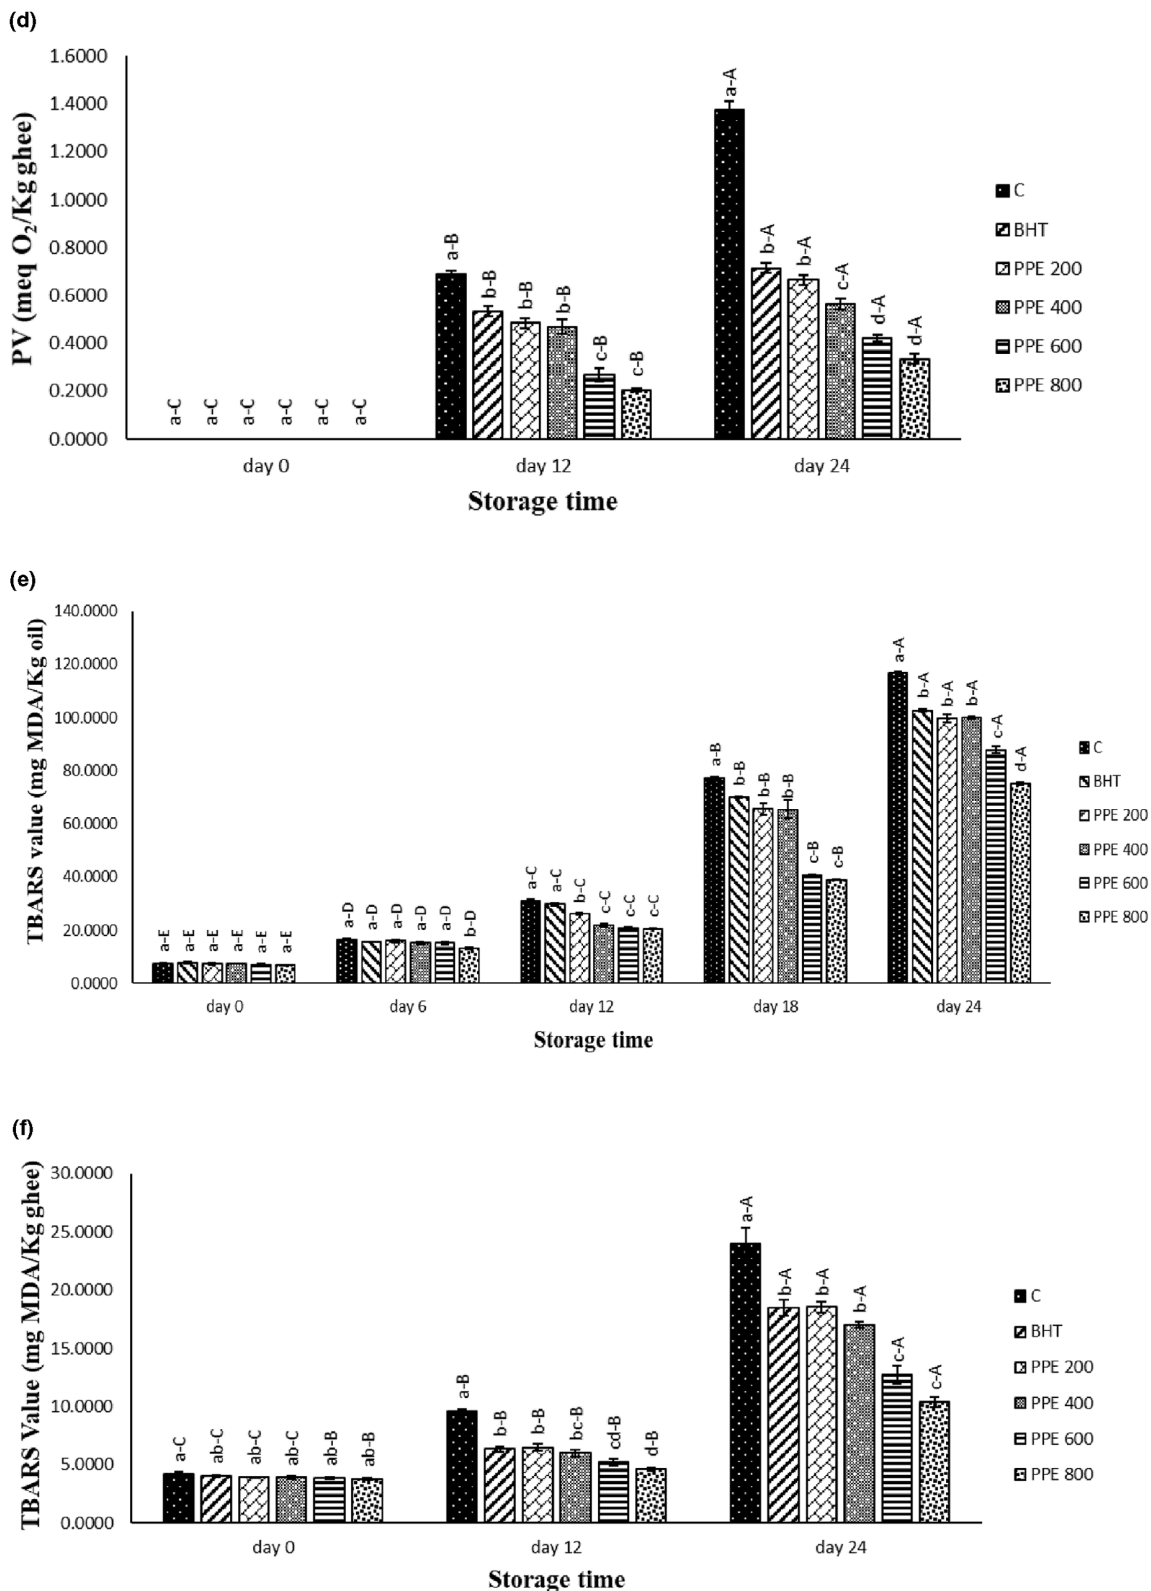 (d)
1.6000
1.4000
1.2000
1.0000
0.8000
0.6000
0.4000
0.2000
0.0000
PV (meq O₂/Kg ghee)
a-C a-C a-C a-C a-C a-C
a-B b-B b-B b-B c-B c-B
a-A b-A b-A c-A d-A d-A
day 0 day 12 day 24
Storage time
C
BHT
PPE 200
PPE 400
PPE 600
PPE 800
(e)
140.0000
120.0000
100.0000
80.0000
60.0000
40.0000
20.0000
0.0000
TBARS value (mg MDA/Kg oil)
a-E a-E a-E a-E a-E a-E
a-D a-D a-D a-D a-D b-D
a-C a-C b-C c-C c-C c-C
a-B b-B b-B b-B c-B c-B
a-A b-A b-A b-A c-A d-A
day 0 day 6 day 12 day 18 day 24
Storage time
C
BHT
PPE 200
PPE 400
PPE 600
PPE 800
(f)
30.0000
25.0000
20.0000
15.0000
10.0000
5.0000
0.0000
TBARS Value (mg MDA/Kg ghee)
a-C ab-C ab-C ab-C ab-B ab-B
a-B b-B b-B bc-B cd-B d-B
a-A b-A b-A b-A c-A c-A
day 0 day 12 day 24
Storage time
C
BHT
PPE 200
PPE 400
PPE 600
PPE 800